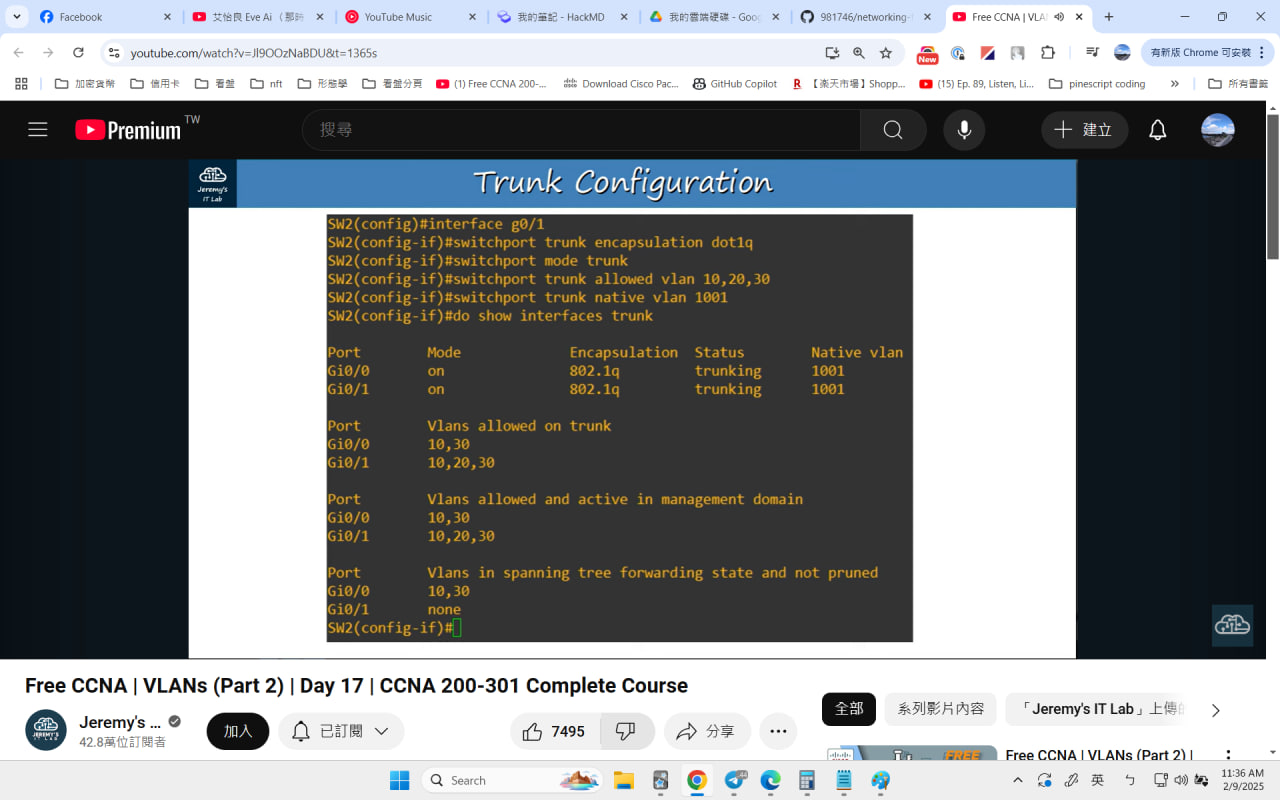 Facebook
艾怡良 Eve Ai（那時
YouTube Music
我的筆記 - HackMD
我的雲端硬碟 - Goog
981746/networking-
Free CCNA | VLA
youtube.com/watch?v=Jl9OOzNaBDU&t=1365s
New
有新版 Chrome 可安裝
加密貨幣
信用卡
看盤
nft
形態學
看盤分頁
(1) Free CCNA 200-...
Download Cisco Pac...
GitHub Copilot
【楽天市場】Shopp...
(15) Ep. 89, Listen, Li...
pinescript coding
»
所有書籤
Premium TW
搜尋
建立
Jeremy's
IT Lab
Trunk Configuration
SW2(config)#interface g0/1
SW2(config-if)#switchport trunk encapsulation dot1q
SW2(config-if)#switchport mode trunk
SW2(config-if)#switchport trunk allowed vlan 10,20,30
SW2(config-if)#switchport trunk native vlan 1001
SW2(config-if)#do show interfaces trunk
Port Mode Encapsulation Status Native vlan
Gi0/0 on 802.1q trunking 1001
Gi0/1 on 802.1q trunking 1001
Port Vlans allowed on trunk
Gi0/0 10,30
Gi0/1 10,20,30
Port Vlans allowed and active in management domain
Gi0/0 10,30
Gi0/1 10,20,30
Port Vlans in spanning tree forwarding state and not pruned
Gi0/0 10,30
Gi0/1 none
SW2(config-if)#
Free CCNA | VLANs (Part 2) | Day 17 | CCNA 200-301 Complete Course
Jeremy's ...
42.8萬位訂閱者
加入
已訂閱
7495
分享
全部
系列影片內容
「Jeremy's IT Lab」上傳的
FREE
Free CCNA | VLANs (Part 2) |
Search
英
11:36 AM
2/9/2025